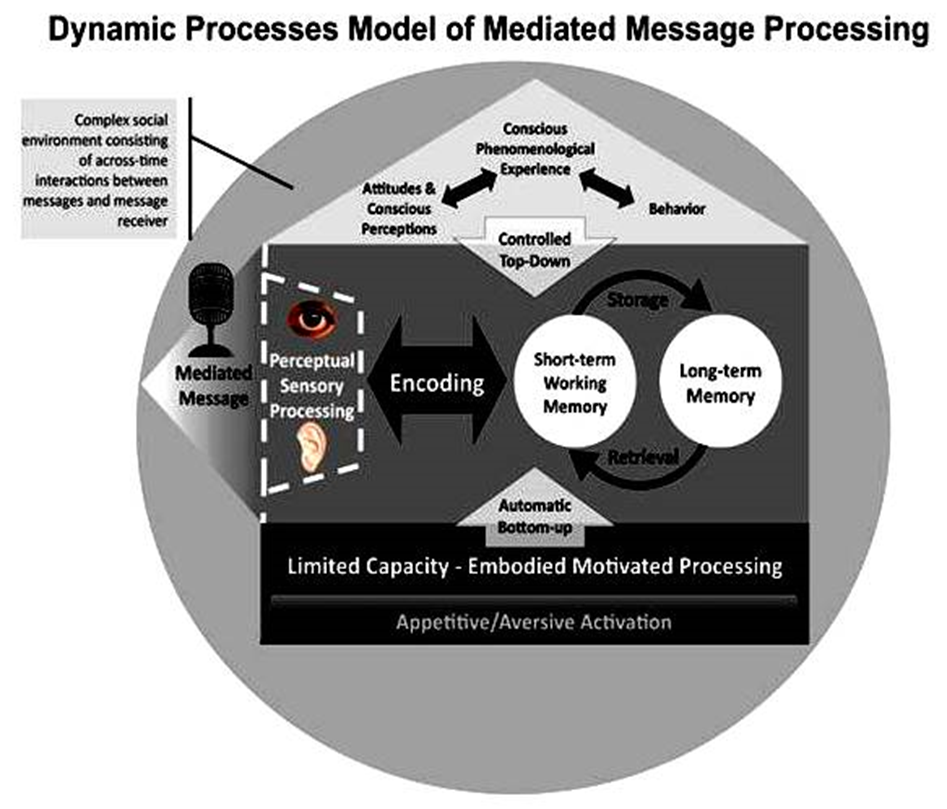 Dynamic Processes Model of Mediated Message Processing
Complex social
environment consisting
of across-time
interactions between
messages and message
receiver
Conscious
Phenomenological
Experience
Attitudes &
Conscious
Perceptions
Behavior
Controlled
Top-Down
Storage
Mediated
Message
Perceptual
Sensory
Processing
Encoding
Short-term
Working
Memory
Long-term
Memory
Retrieval
Automatic
Bottom-up
Limited Capacity - Embodied Motivated Processing
Appetitive/Aversive Activation